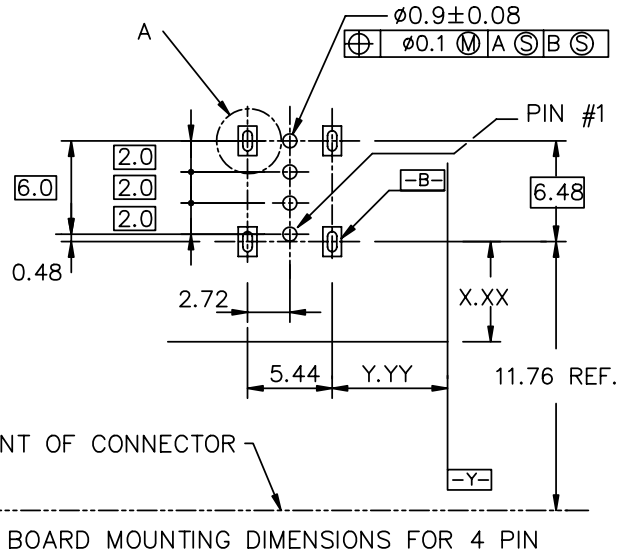 A
ø0.9±0.08
⌖ ø0.1 Ⓜ A Ⓢ B Ⓢ
PIN #1
2.0
6.0
2.0
-B-
6.48
2.0
0.48
2.72
X.XX
5.44
Y.YY
11.76 REF.
NT OF CONNECTOR
-Y-
BOARD MOUNTING DIMENSIONS FOR 4 PIN